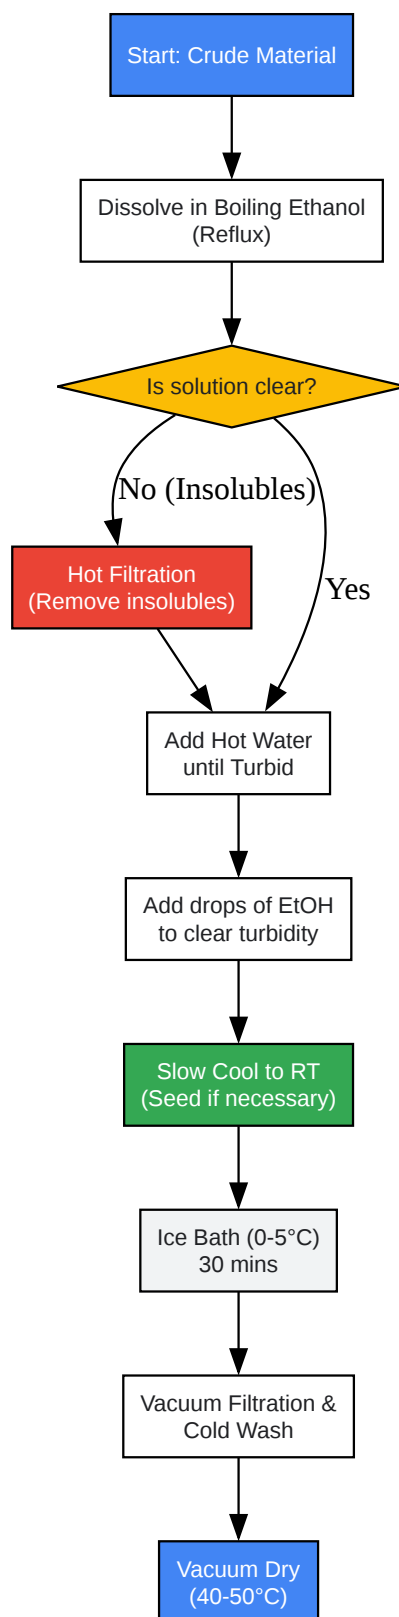 Start: Crude Material
Dissolve in Boiling Ethanol
(Reflux)
Is solution clear?
No (Insolubles)
Hot Filtration
(Remove insolubles)
Yes
Add Hot Water
until Turbid
Add drops of EtOH
to clear turbidity
Slow Cool to RT
(Seed if necessary)
Ice Bath (0-5°C)
30 mins
Vacuum Filtration &
Cold Wash
Vacuum Dry
(40-50°C)